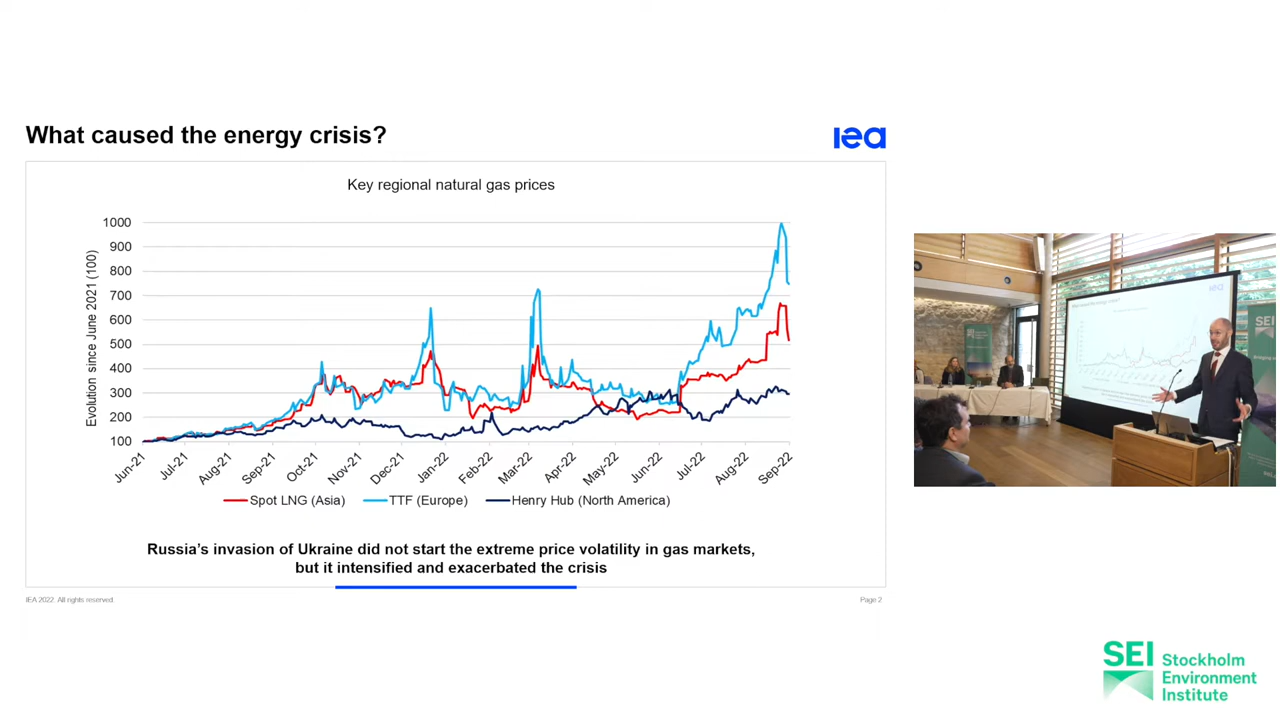 What caused the energy crisis?
iea
Key regional natural gas prices
Evolution since June 2021 (100)
1000
900
800
700
600
500
400
300
200
100
Jun-21
Jul-21
Aug-21
Sep-21
Oct-21
Nov-21
Dec-21
Jan-22
Feb-22
Mar-22
Apr-22
May-22
Jun-22
Jul-22
Aug-22
Sep-22
Spot LNG (Asia) TTF (Europe) Henry Hub (North America)
Russia's invasion of Ukraine did not start the extreme price volatility in gas markets,
but it intensified and exacerbated the crisis
IEA 2022. All rights reserved.
Page 2
SEI
SEI Stockholm
Environment
Institute